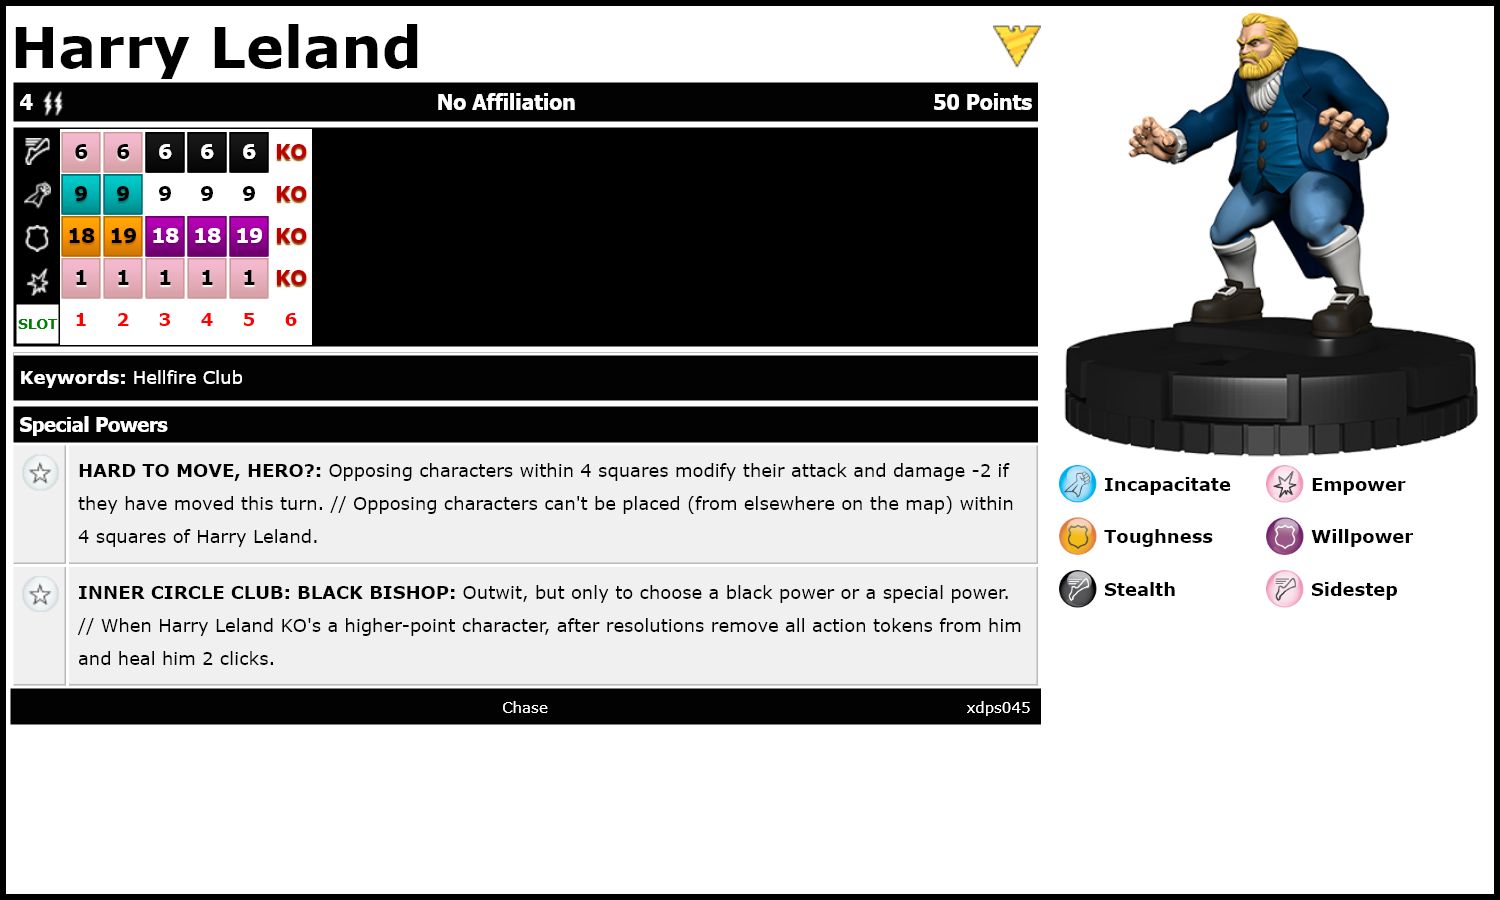 Harry Leland
4 No Affiliation 50 Points
6 6 6 6 6 KO
9 9 9 9 9 KO
18 19 18 18 19 KO
1 1 1 1 1 KO
SLOT 1 2 3 4 5 6
Keywords: Hellfire Club
Special Powers
HARD TO MOVE, HERO?: Opposing characters within 4 squares modify their attack and damage -2 if
they have moved this turn. // Opposing characters can't be placed (from elsewhere on the map) within
4 squares of Harry Leland.
INNER CIRCLE CLUB: BLACK BISHOP: Outwit, but only to choose a black power or a special power.
// When Harry Leland KO's a higher-point character, after resolutions remove all action tokens from him
and heal him 2 clicks.
Chase xdps045
Incapacitate Empower
Toughness Willpower
Stealth Sidestep